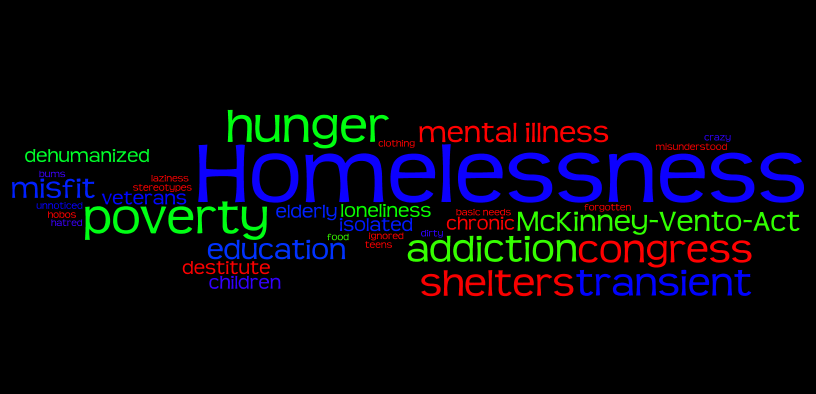 hunger
mental illness
crazy
clothing
misunderstood
dehumanized
Homelessness
bums
laziness
misfit
stereotypes
veterans
unnoticed
hobos
hatred
poverty
elderly
loneliness
basic needs
forgotten
isolated
chronic
McKinney-Vento-Act
food
ignored
dirty
teens
education
addiction
congress
destitute
children
shelters
transient